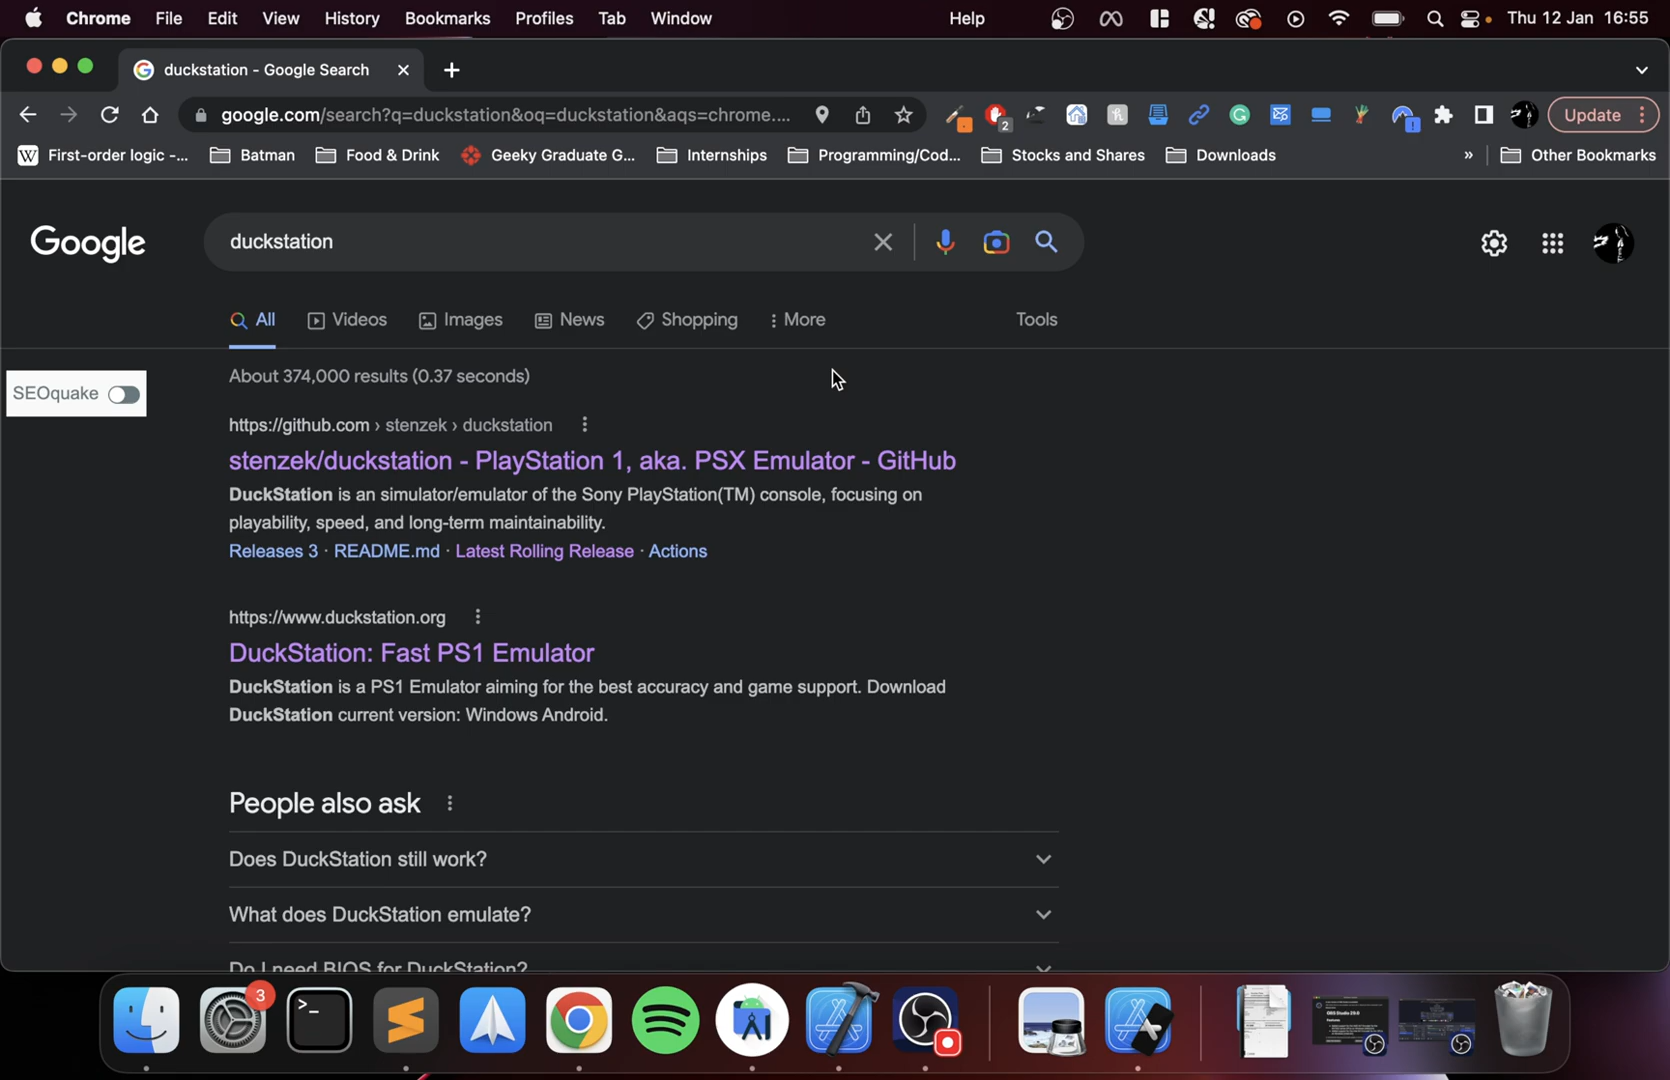 Chrome File Edit View History Bookmarks Profiles Tab Window Help Thu 12 Jan 16:55
duckstation - Google Search
google.com/search?q=duckstation&oq=duckstation&aqs=chrome.... 2 Update
First-order logic -... Batman Food & Drink Geeky Graduate G... Internships Programming/Cod... Stocks and Shares Downloads » Other Bookmarks
Google duckstation
All Videos Images News Shopping More Tools
About 374,000 results (0.37 seconds)
SEOquake
https://github.com › stenzek › duckstation
stenzek/duckstation - PlayStation 1, aka. PSX Emulator - GitHub
DuckStation is an simulator/emulator of the Sony PlayStation(TM) console, focusing on
playability, speed, and long-term maintainability.
Releases 3 · README.md · Latest Rolling Release · Actions
https://www.duckstation.org
DuckStation: Fast PS1 Emulator
DuckStation is a PS1 Emulator aiming for the best accuracy and game support. Download
DuckStation current version: Windows Android.
People also ask
Does DuckStation still work?
What does DuckStation emulate?
Do I need BIOS for DuckStation?
3